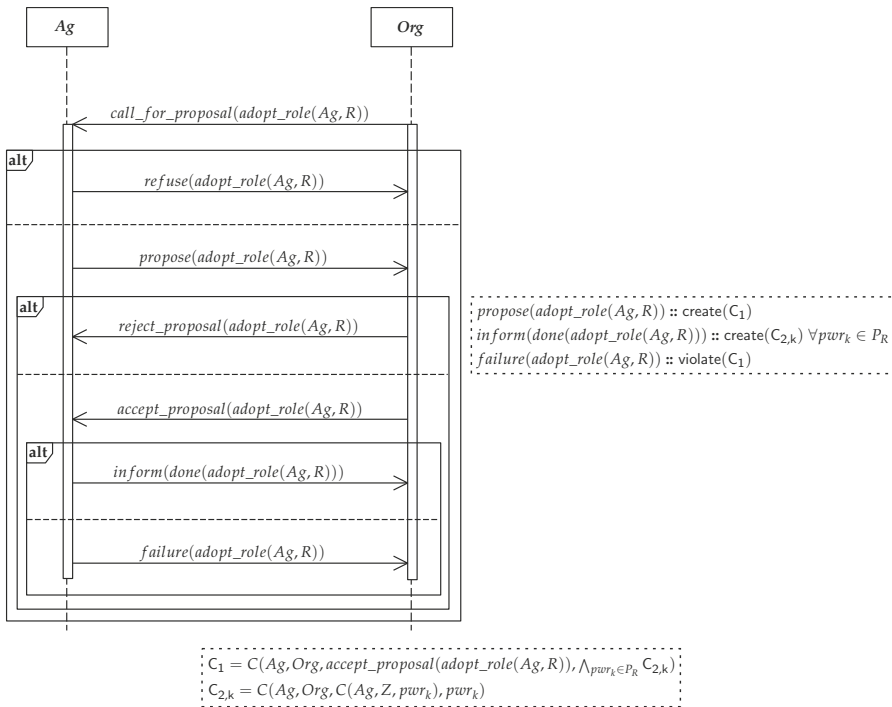 Ag Org
call_for_proposal(adopt_role(Ag, R))
alt
refuse(adopt_role(Ag, R))
propose(adopt_role(Ag, R))
alt
reject_proposal(adopt_role(Ag, R))
accept_proposal(adopt_role(Ag, R))
alt
inform(done(adopt_role(Ag, R)))
failure(adopt_role(Ag, R))
propose(adopt_role(Ag, R)) :: create(C₁)
inform(done(adopt_role(Ag, R))) :: create(C₂,ₖ) ∀pwrₖ ∈ P_R
failure(adopt_role(Ag, R)) :: violate(C₁)
C₁ = C(Ag, Org, accept_proposal(adopt_role(Ag, R)), ⋀_{pwrₖ∈P_R} C₂,ₖ)
C₂,ₖ = C(Ag, Org, C(Ag, Z, pwrₖ), pwrₖ)